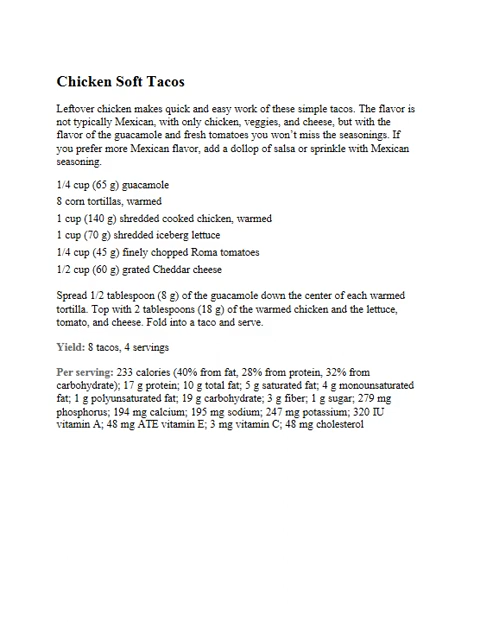 Chicken Soft Tacos
Leftover chicken makes quick and easy work of these simple tacos. The flavor is
not typically Mexican, with only chicken, veggies, and cheese, but with the
flavor of the guacamole and fresh tomatoes you won’t miss the seasonings. If
you prefer more Mexican flavor, add a dollop of salsa or sprinkle with Mexican
seasoning.
1/4 cup (65 g) guacamole
8 corn tortillas, warmed
1 cup (140 g) shredded cooked chicken, warmed
1 cup (70 g) shredded iceberg lettuce
1/4 cup (45 g) finely chopped Roma tomatoes
1/2 cup (60 g) grated Cheddar cheese
Spread 1/2 tablespoon (8 g) of the guacamole down the center of each warmed
tortilla. Top with 2 tablespoons (18 g) of the warmed chicken and the lettuce,
tomato, and cheese. Fold into a taco and serve.
Yield: 8 tacos, 4 servings
Per serving: 233 calories (40% from fat, 28% from protein, 32% from
carbohydrate); 17 g protein; 10 g total fat; 5 g saturated fat; 4 g monounsaturated
fat; 1 g polyunsaturated fat; 19 g carbohydrate; 3 g fiber; 1 g sugar; 279 mg
phosphorus; 194 mg calcium; 195 mg sodium; 247 mg potassium; 320 IU
vitamin A; 48 mg ATE vitamin E; 3 mg vitamin C; 48 mg cholesterol